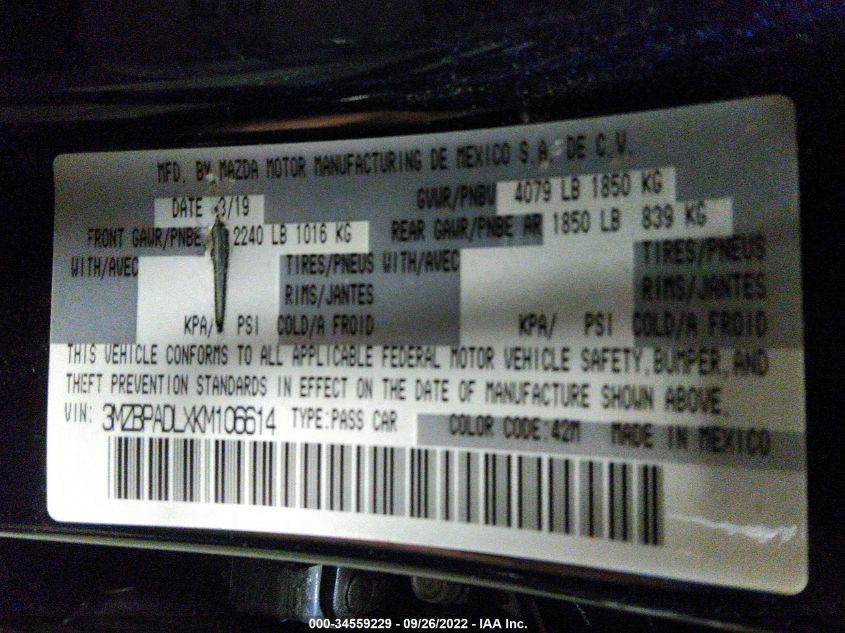 MFD. BY MAZDA MOTOR MANUFACTURING DE MEXICO S.A. DE C.V.
DATE 3/19 GVWR/PNBV 4079 LB 1850 KG
FRONT GAWR/PNBE 2240 LB 1016 KG REAR GAWR/PNBE AR 1850 LB 839 KG
WITH/AVEC TIRES/PNEUS WITH/AVEC TIRES/PNEUS
RIMS/JANTES RIMS/JANTES
KPA/ PSI COLD/A FROID KPA/ PSI COLD/A FROID
THIS VEHICLE CONFORMS TO ALL APPLICABLE FEDERAL MOTOR VEHICLE SAFETY, BUMPER, AND
THEFT PREVENTION STANDARDS IN EFFECT ON THE DATE OF MANUFACTURE SHOWN ABOVE.
VIN: 3MZBPADLXKM106614 TYPE:PASS CAR COLOR CODE:42M MADE IN MEXICO
000-34559229 - 09/26/2022 - IAA Inc.